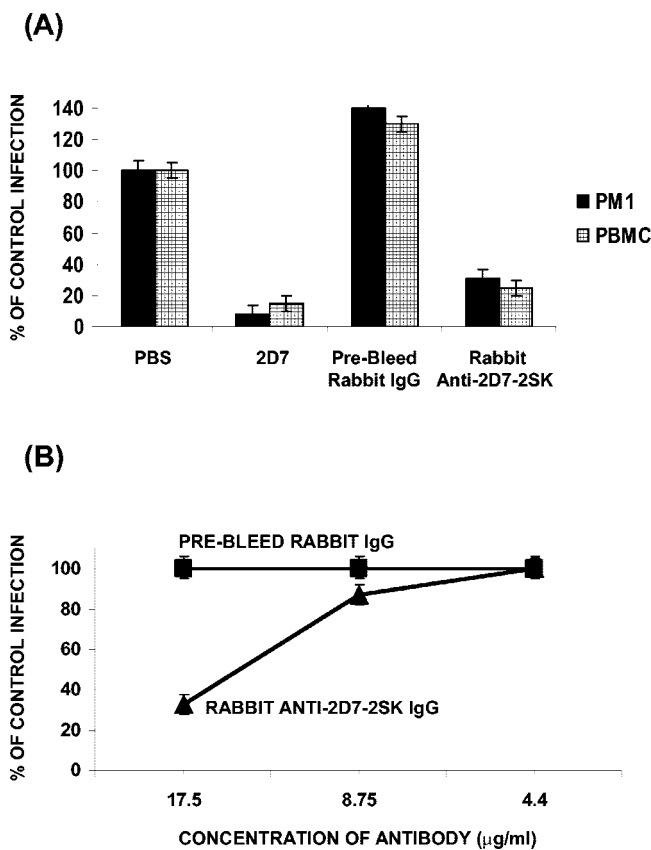 (A)
% OF CONTROL INFECTION
140
120
100
80
60
40
20
0
PBS
2D7
Pre-Bleed
Rabbit IgG
Rabbit
Anti-2D7-2SK
PM1
PBMC
(B)
% OF CONTROL INFECTION
100
80
60
40
20
0
PRE-BLEED RABBIT IgG
RABBIT ANTI-2D7-2SK IgG
17.5
8.75
4.4
CONCENTRATION OF ANTIBODY (µg/ml)